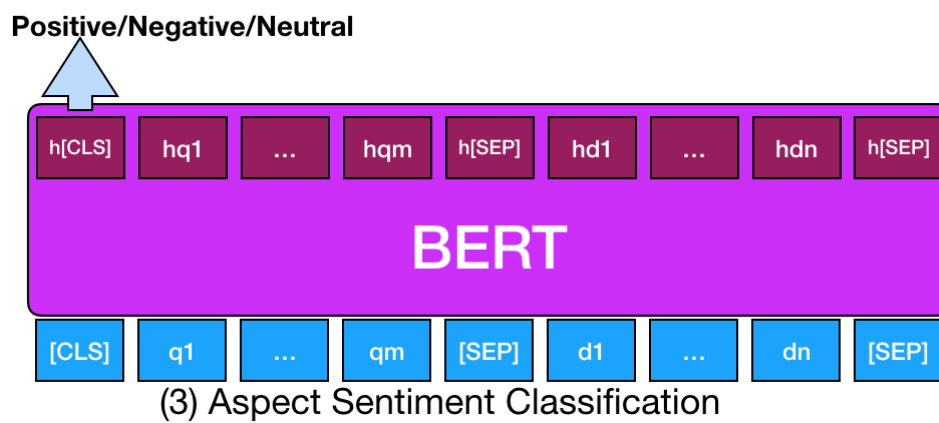 Positive/Negative/Neutral
h[CLS] hq1 ... hqm h[SEP] hd1 ... hdn h[SEP]
BERT
[CLS] q1 ... qm [SEP] d1 ... dn [SEP]
(3) Aspect Sentiment Classification